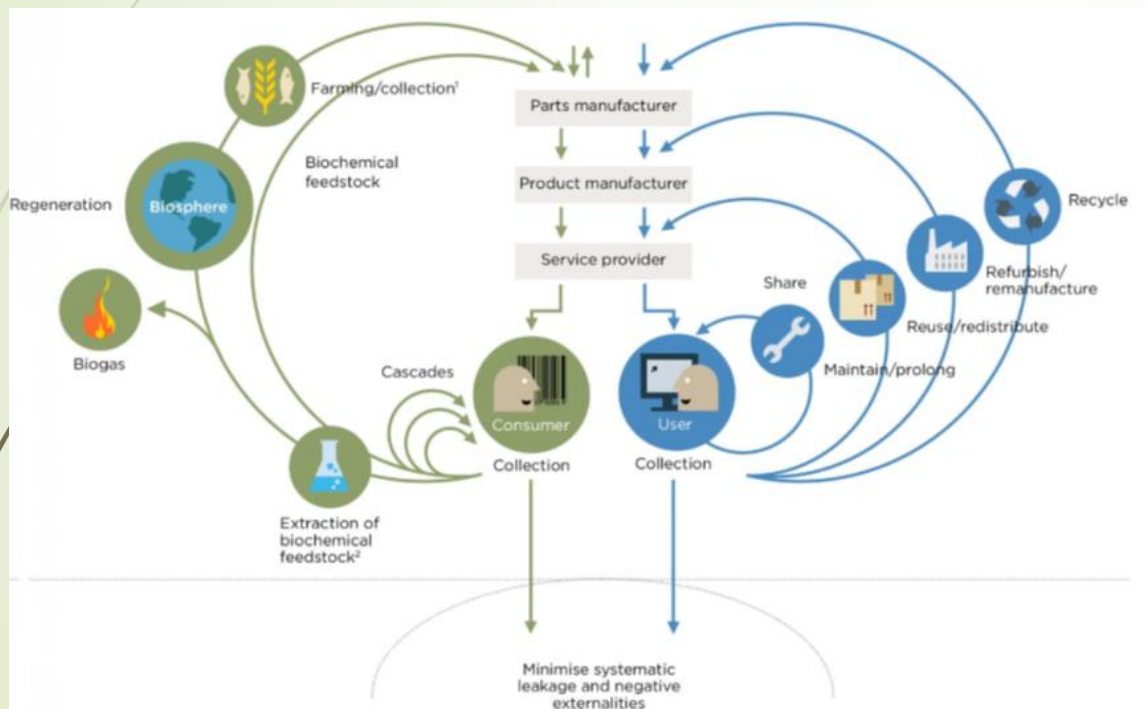 Farming/collection¹
Parts manufacturer
Biochemical
feedstock
Product manufacturer
Regeneration
Biosphere
Recycle
Service provider
Share
Refurbish/
remanufacture
Reuse/redistribute
Biogas
Cascades
Maintain/prolong
Consumer
User
Collection
Collection
Extraction of
biochemical
feedstock²
Minimise systematic
leakage and negative
externalities